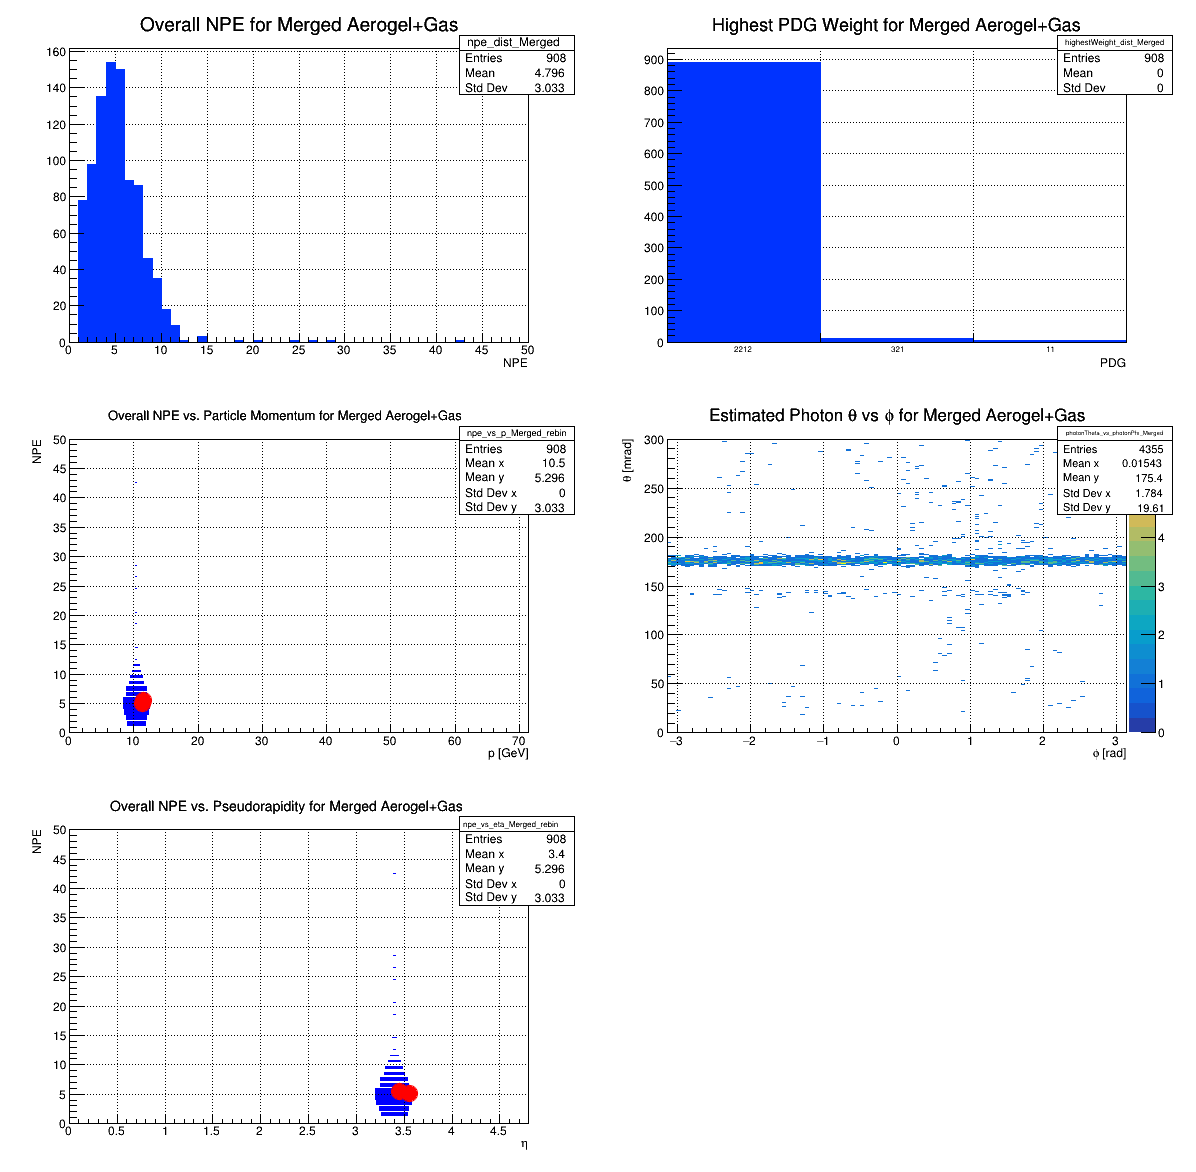 Overall NPE for Merged Aerogel+Gas
npe_dist_Merged
Entries 908
Mean 4.796
Std Dev 3.033
160
140
120
100
80
60
40
20
0
0 5 10 15 20 25 30 35 40 45 50
NPE
Highest PDG Weight for Merged Aerogel+Gas
highestWeight_dist_Merged
Entries 908
Mean 0
Std Dev 0
900
800
700
600
500
400
300
200
100
0
2212 321 11
PDG
Overall NPE vs. Particle Momentum for Merged Aerogel+Gas
npe_vs_p_Merged_rebin
Entries 908
Mean x 10.5
Mean y 5.296
Std Dev x 0
Std Dev y 3.033
NPE
50
45
40
35
30
25
20
15
10
5
0
0 10 20 30 40 50 60 70
p [GeV]
Estimated Photon θ vs ϕ for Merged Aerogel+Gas
photonTheta_vs_photonPhi_Merged
Entries 4355
Mean x 0.01543
Mean y 175.4
Std Dev x 1.784
Std Dev y 19.61
θ [mrad]
300
250
200
150
100
50
0
−3 −2 −1 0 1 2 3
ϕ [rad]
4
3
2
1
0
Overall NPE vs. Pseudorapidity for Merged Aerogel+Gas
npe_vs_eta_Merged_rebin
Entries 908
Mean x 3.4
Mean y 5.296
Std Dev x 0
Std Dev y 3.033
NPE
50
45
40
35
30
25
20
15
10
5
0
0 0.5 1 1.5 2 2.5 3 3.5 4 4.5
η